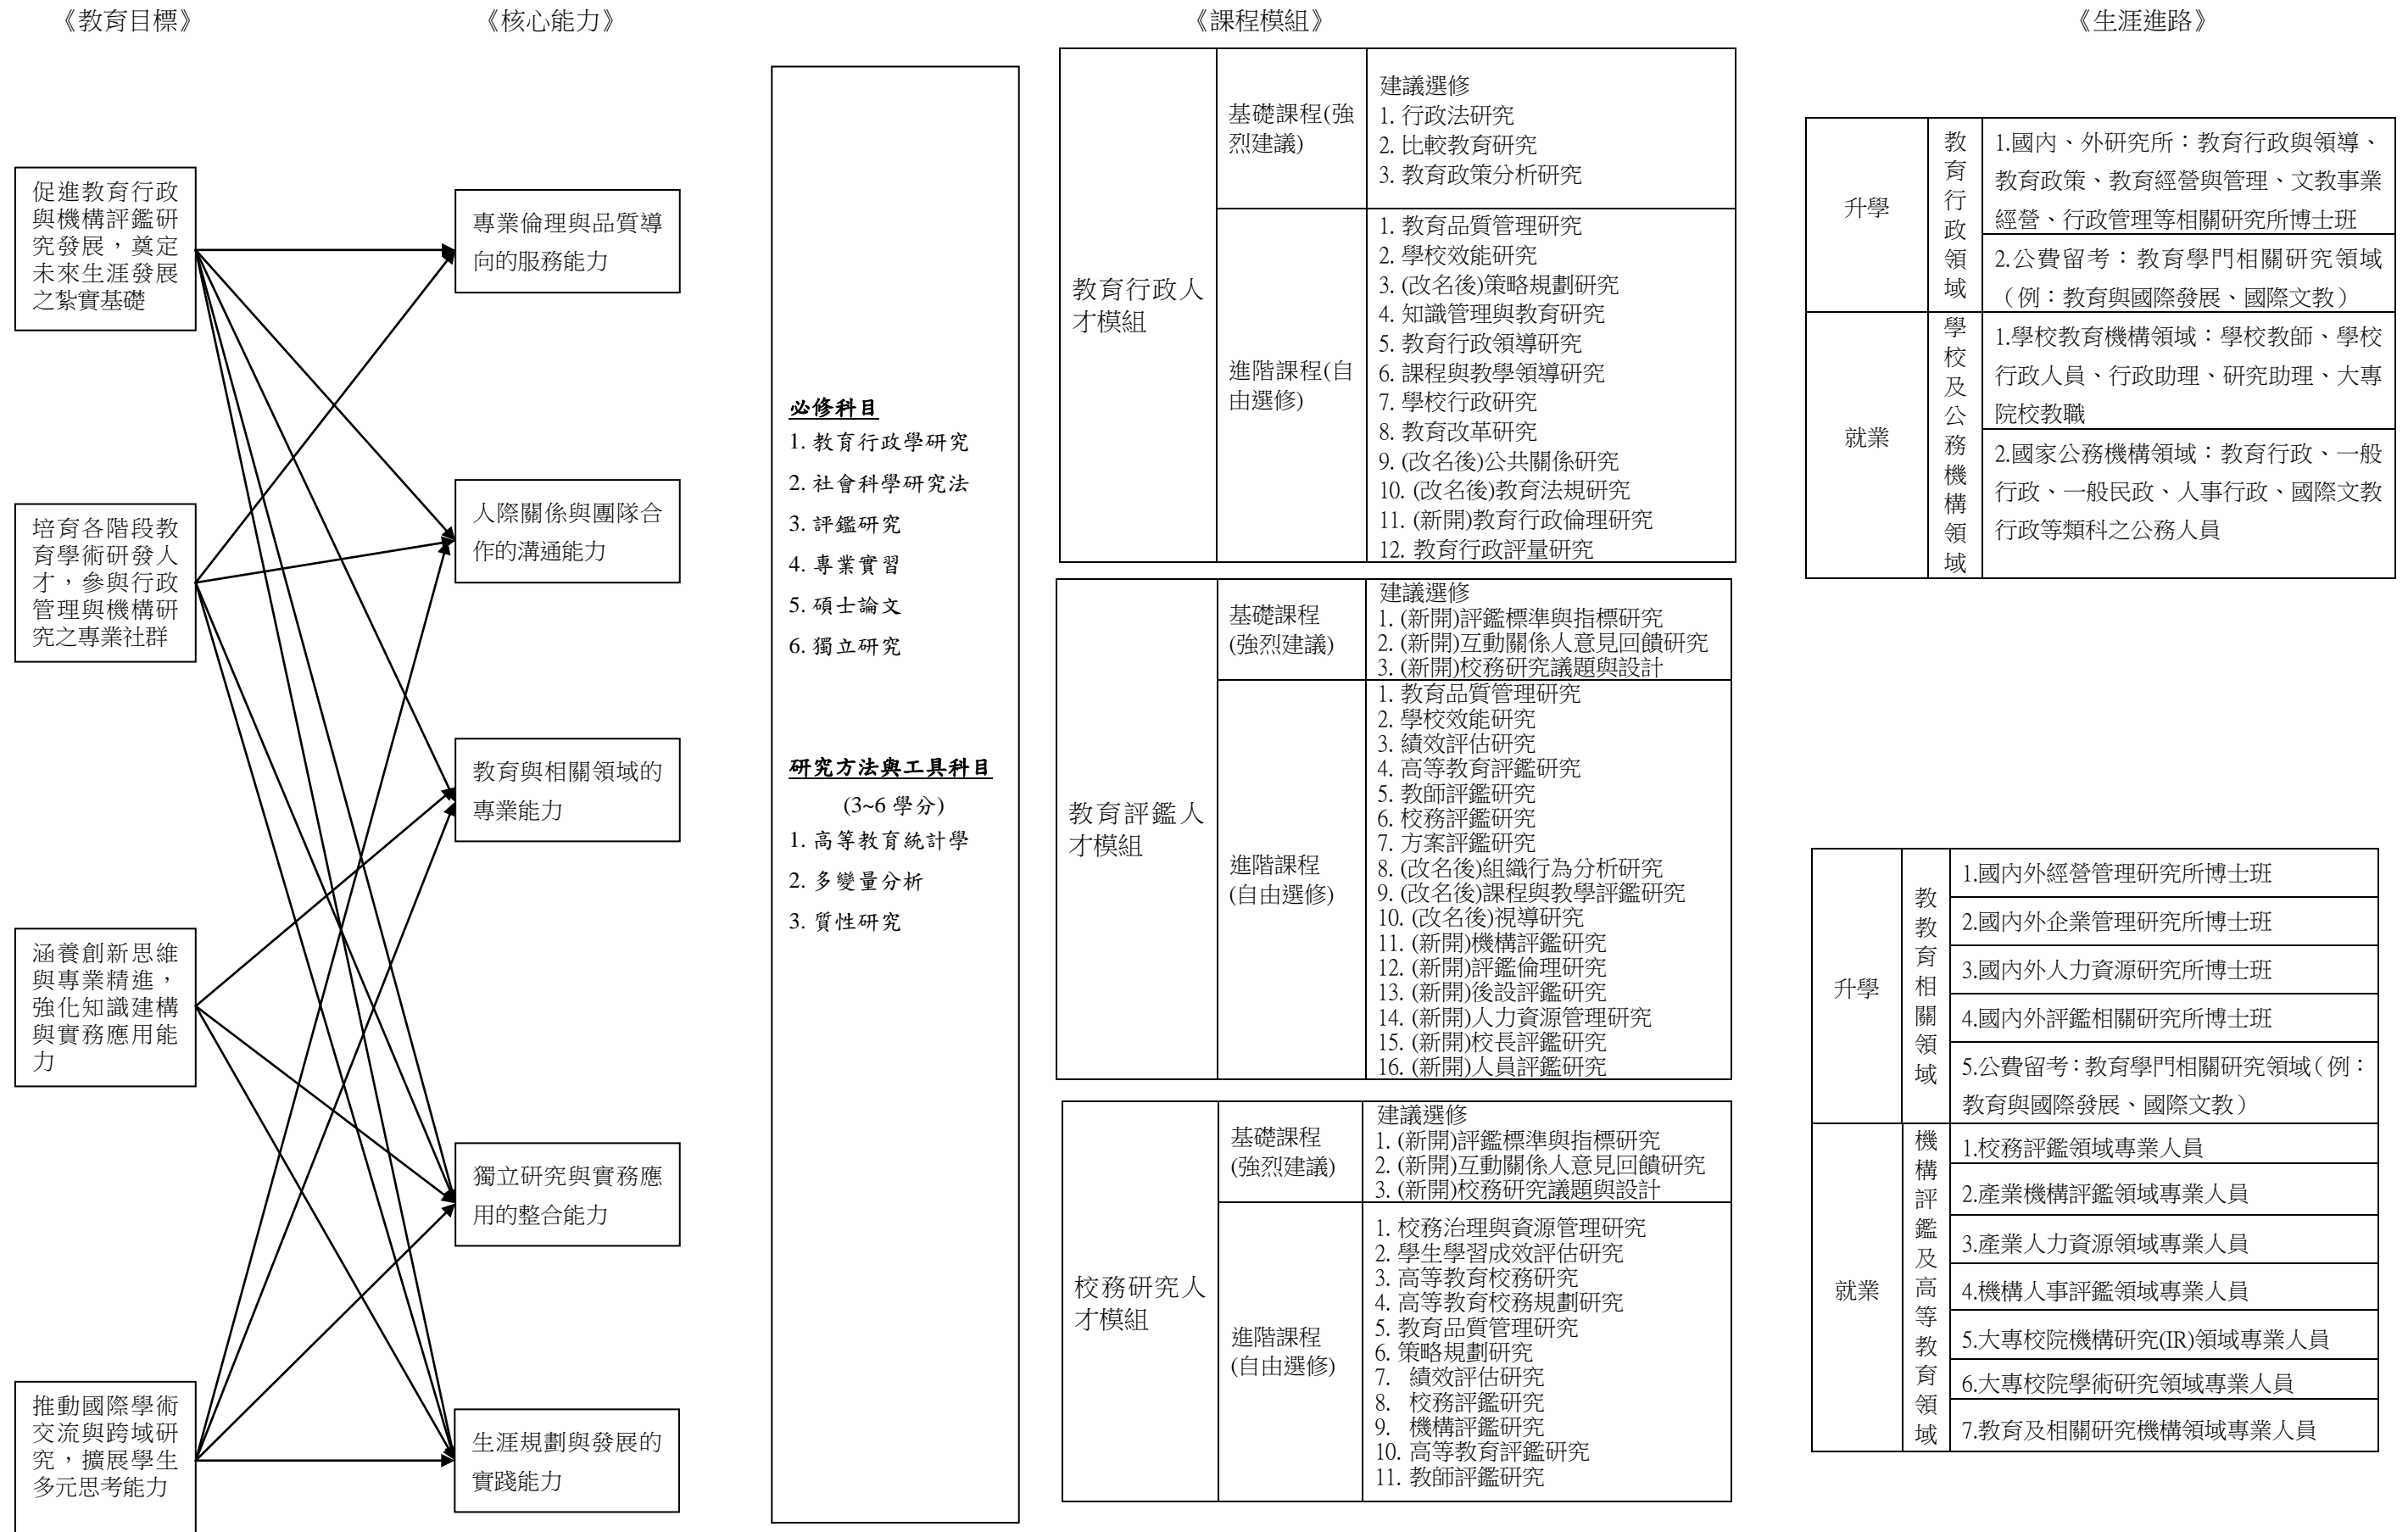 《教育目標》
《核心能力》
《課程模組》
《生涯進路》
促進教育行政
與機構評鑑研
究發展，奠定
未來生涯發展
之紮實基礎
培育各階段教
育學術研發人
才，參與行政
管理與機構研
究之專業社群
涵養創新思維
與專業精進，
強化知識建構
與實務應用能
力
推動國際學術
交流與跨域研
究，擴展學生
多元思考能力
專業倫理與品質導
向的服務能力
人際關係與團隊合
作的溝通能力
教育與相關領域的
專業能力
獨立研究與實務應
用的整合能力
生涯規劃與發展的
實踐能力
必修科目
1. 教育行政學研究
2. 社會科學研究法
3. 評鑑研究
4. 專業實習
5. 碩士論文
6. 獨立研究
研究方法與工具科目
(3~6 學分)
1. 高等教育統計學
2. 多變量分析
3. 質性研究
教育行政人
才模組
基礎課程(強
烈建議)
建議選修
1. 行政法研究
2. 比較教育研究
3. 教育政策分析研究
進階課程(自
由選修)
1. 教育品質管理研究
2. 學校效能研究
3. (改名後)策略規劃研究
4. 知識管理與教育研究
5. 教育行政領導研究
6. 課程與教學領導研究
7. 學校行政研究
8. 教育改革研究
9. (改名後)公共關係研究
10. (改名後)教育法規研究
11. (新開)教育行政倫理研究
12. 教育行政評量研究
教育評鑑人
才模組
基礎課程
(強烈建議)
建議選修
1. (新開)評鑑標準與指標研究
2. (新開)互動關係人意見回饋研究
3. (新開)校務研究議題與設計
進階課程
(自由選修)
1. 教育品質管理研究
2. 學校效能研究
3. 績效評估研究
4. 高等教育評鑑研究
5. 教師評鑑研究
6. 校務評鑑研究
7. 方案評鑑研究
8. (改名後)組織行為分析研究
9. (改名後)課程與教學評鑑研究
10. (改名後)視導研究
11. (新開)機構評鑑研究
12. (新開)評鑑倫理研究
13. (新開)後設評鑑研究
14. (新開)人力資源管理研究
15. (新開)校長評鑑研究
16. (新開)人員評鑑研究
校務研究人
才模組
基礎課程
(強烈建議)
建議選修
1. (新開)評鑑標準與指標研究
2. (新開)互動關係人意見回饋研究
3. (新開)校務研究議題與設計
進階課程
(自由選修)
1. 校務治理與資源管理研究
2. 學生學習成效評估研究
3. 高等教育校務研究
4. 高等教育校務規劃研究
5. 教育品質管理研究
6. 策略規劃研究
7. 績效評估研究
8. 校務評鑑研究
9. 機構評鑑研究
10. 高等教育評鑑研究
11. 教師評鑑研究
升學
教育行政領域
1.國內、外研究所：教育行政與領導、
教育政策、教育經營與管理、文教事業
經營、行政管理等相關研究所博士班
2.公費留考：教育學門相關研究領域
（例：教育與國際發展、國際文教）
就業
學校及公務機構領域
1.學校教育機構領域：學校教師、學校
行政人員、行政助理、研究助理、大專
院校教職
2.國家公務機構領域：教育行政、一般
行政、一般民政、人事行政、國際文教
行政等類科之公務人員
升學
教教育相關領域
1.國內外經營管理研究所博士班
2.國內外企業管理研究所博士班
3.國內外人力資源研究所博士班
4.國內外評鑑相關研究所博士班
5.公費留考：教育學門相關研究領域（例：
教育與國際發展、國際文教）
就業
機構評鑑及高等教育領域
1.校務評鑑領域專業人員
2.產業機構評鑑領域專業人員
3.產業人力資源領域專業人員
4.機構人事評鑑領域專業人員
5.大專校院機構研究(IR)領域專業人員
6.大專校院學術研究領域專業人員
7.教育及相關研究機構領域專業人員